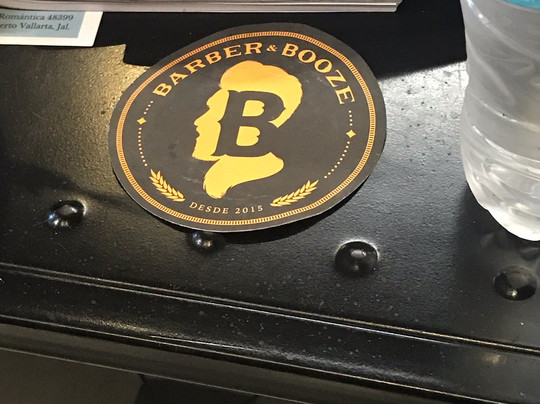 Romántica 48399
erto Vallarta, Jal.
BARBER & BOOZE
B
DESDE 2015